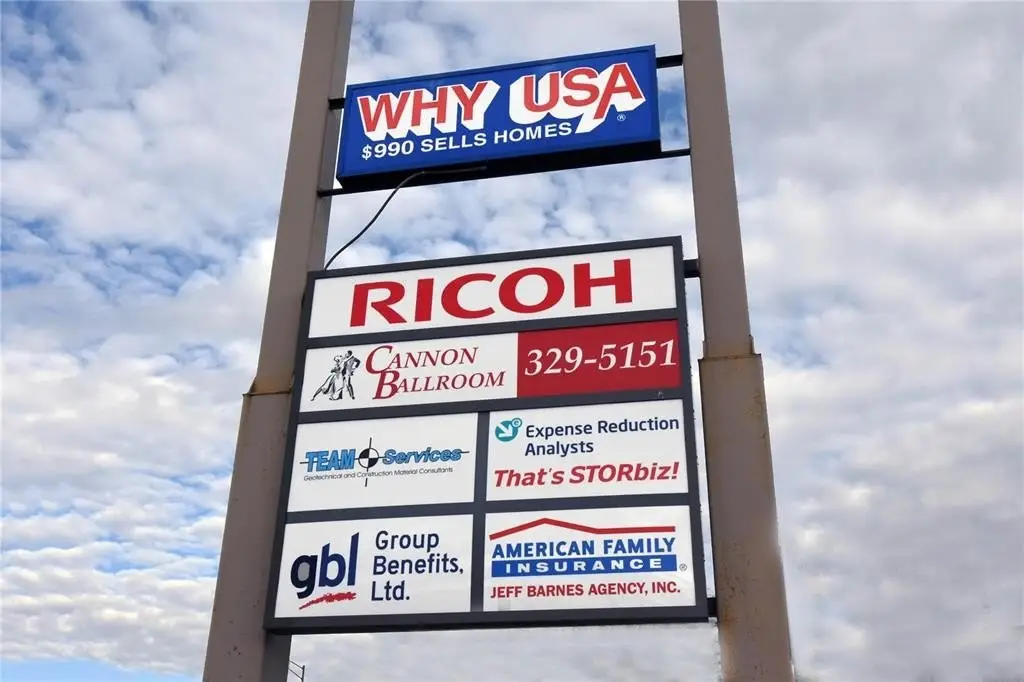 WHY USA
$990 SELLS HOMES ®
RICOH
CANNON
BALLROOM
329-5151
TEAM Services
Geotechnical and Construction Material Consultants
Expense Reduction
Analysts
That's STORbiz!
gbl
Group
Benefits,
Ltd.
AMERICAN FAMILY
INSURANCE ®
JEFF BARNES AGENCY, INC.